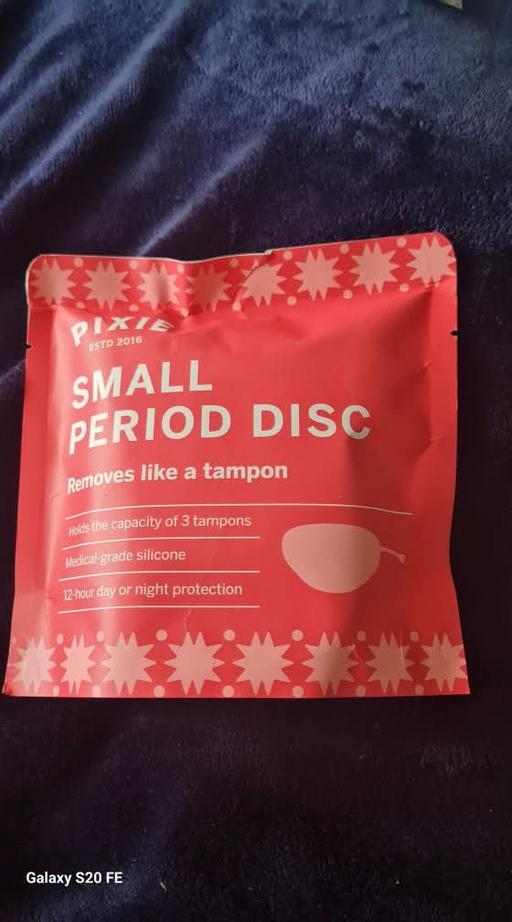 PIXIE
ESTD 2016
SMALL
PERIOD DISC
Removes like a tampon
Holds the capacity of 3 tampons
Medical-grade silicone
12-hour day or night protection
Galaxy S20 FE